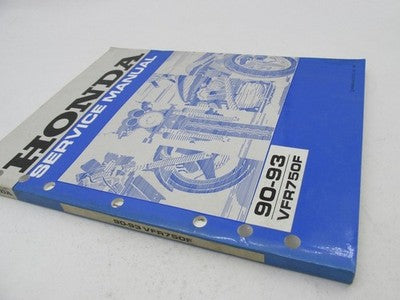 HONDA
SERVICE MANUAL
90-93
VFR750F
90-93 VFR750F